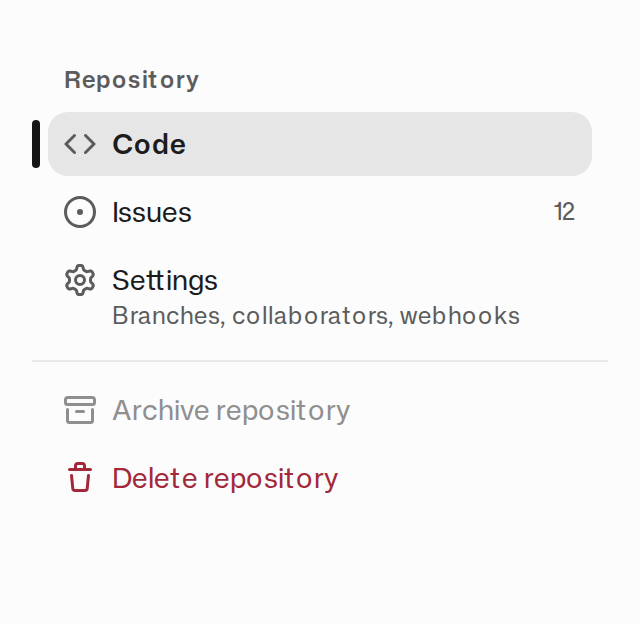 Repository
Code
Issues 12
Settings
Branches, collaborators, webhooks
Archive repository
Delete repository